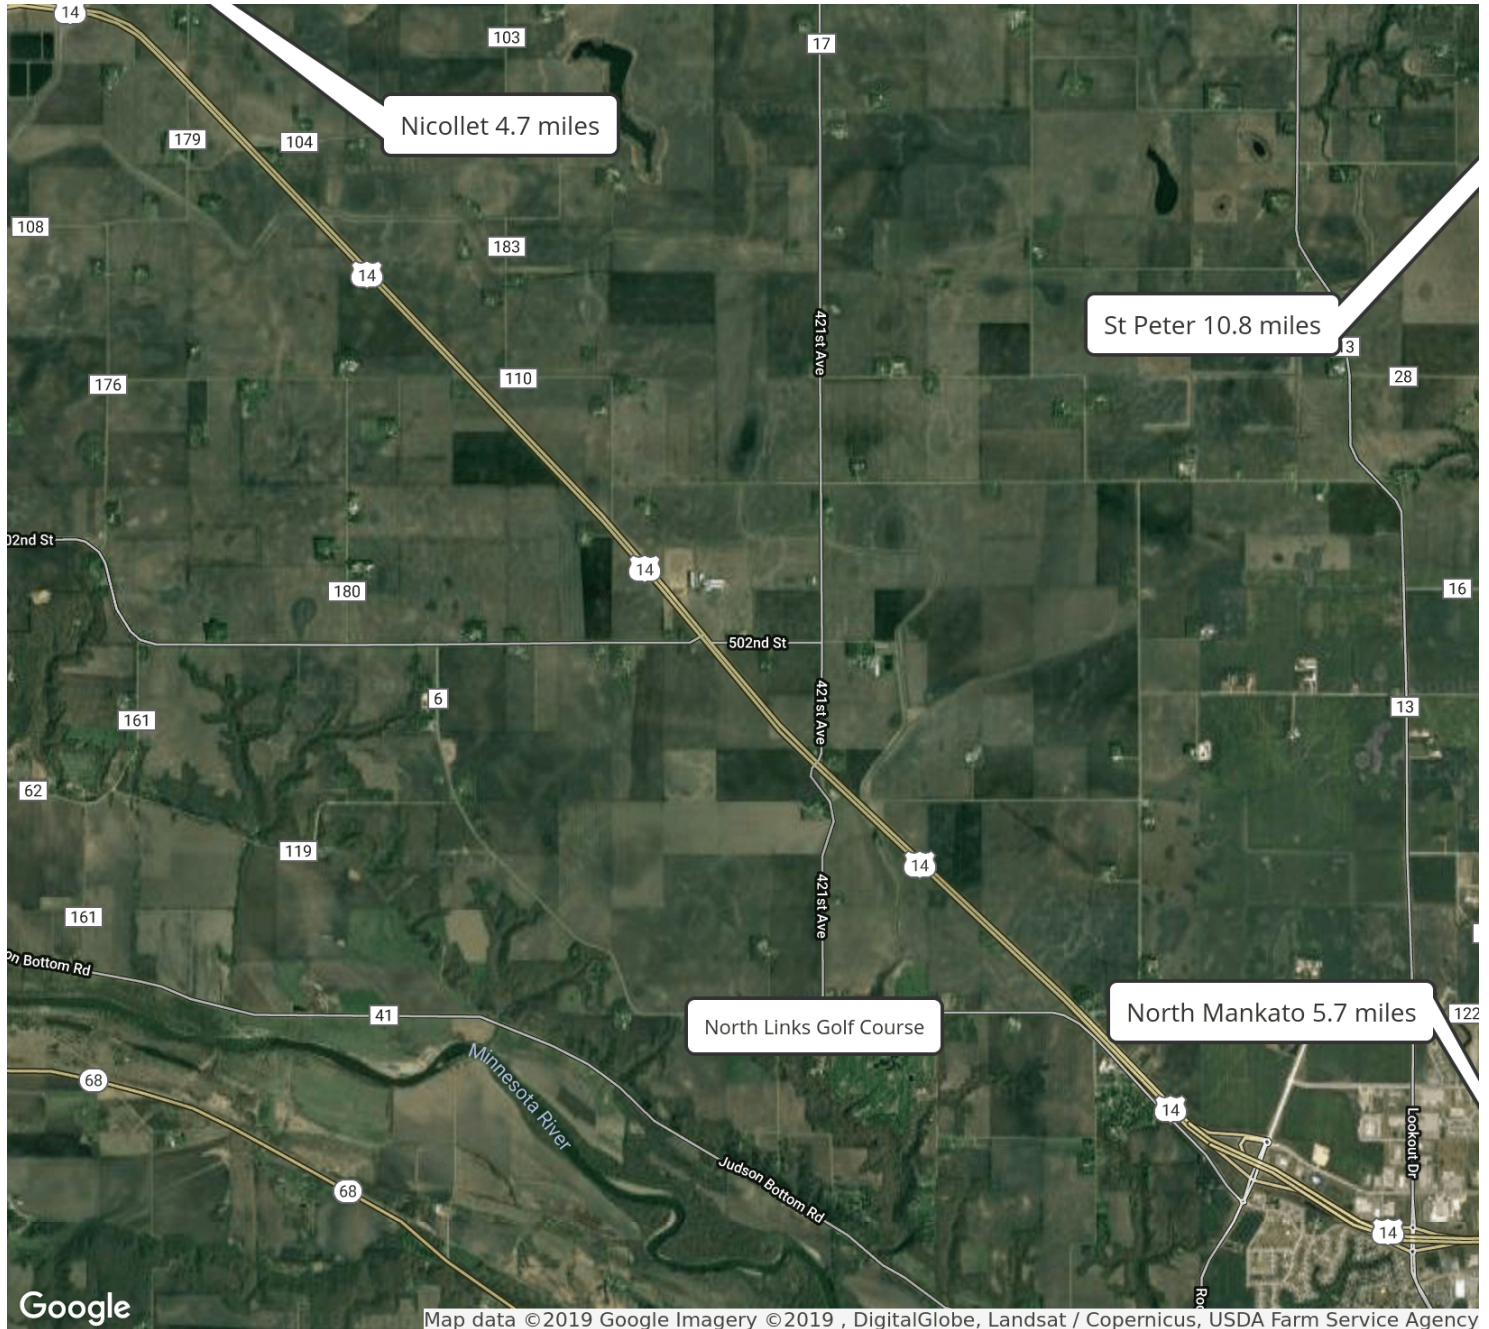 14
103
17
Nicollet 4.7 miles
179
104
108
183
14
421st Ave
St Peter 10.8 miles
3
28
176
110
02nd St
14
16
180
502nd St
6
421st Ave
161
13
62
119
14
421st Ave
161
on Bottom Rd
41
North Links Golf Course
North Mankato 5.7 miles
122
Minnesota River
68
14
Lookout Dr
Judson Bottom Rd
68
14
Roc
Google
Map data ©2019 Google Imagery ©2019 , DigitalGlobe, Landsat / Copernicus, USDA Farm Service Agency